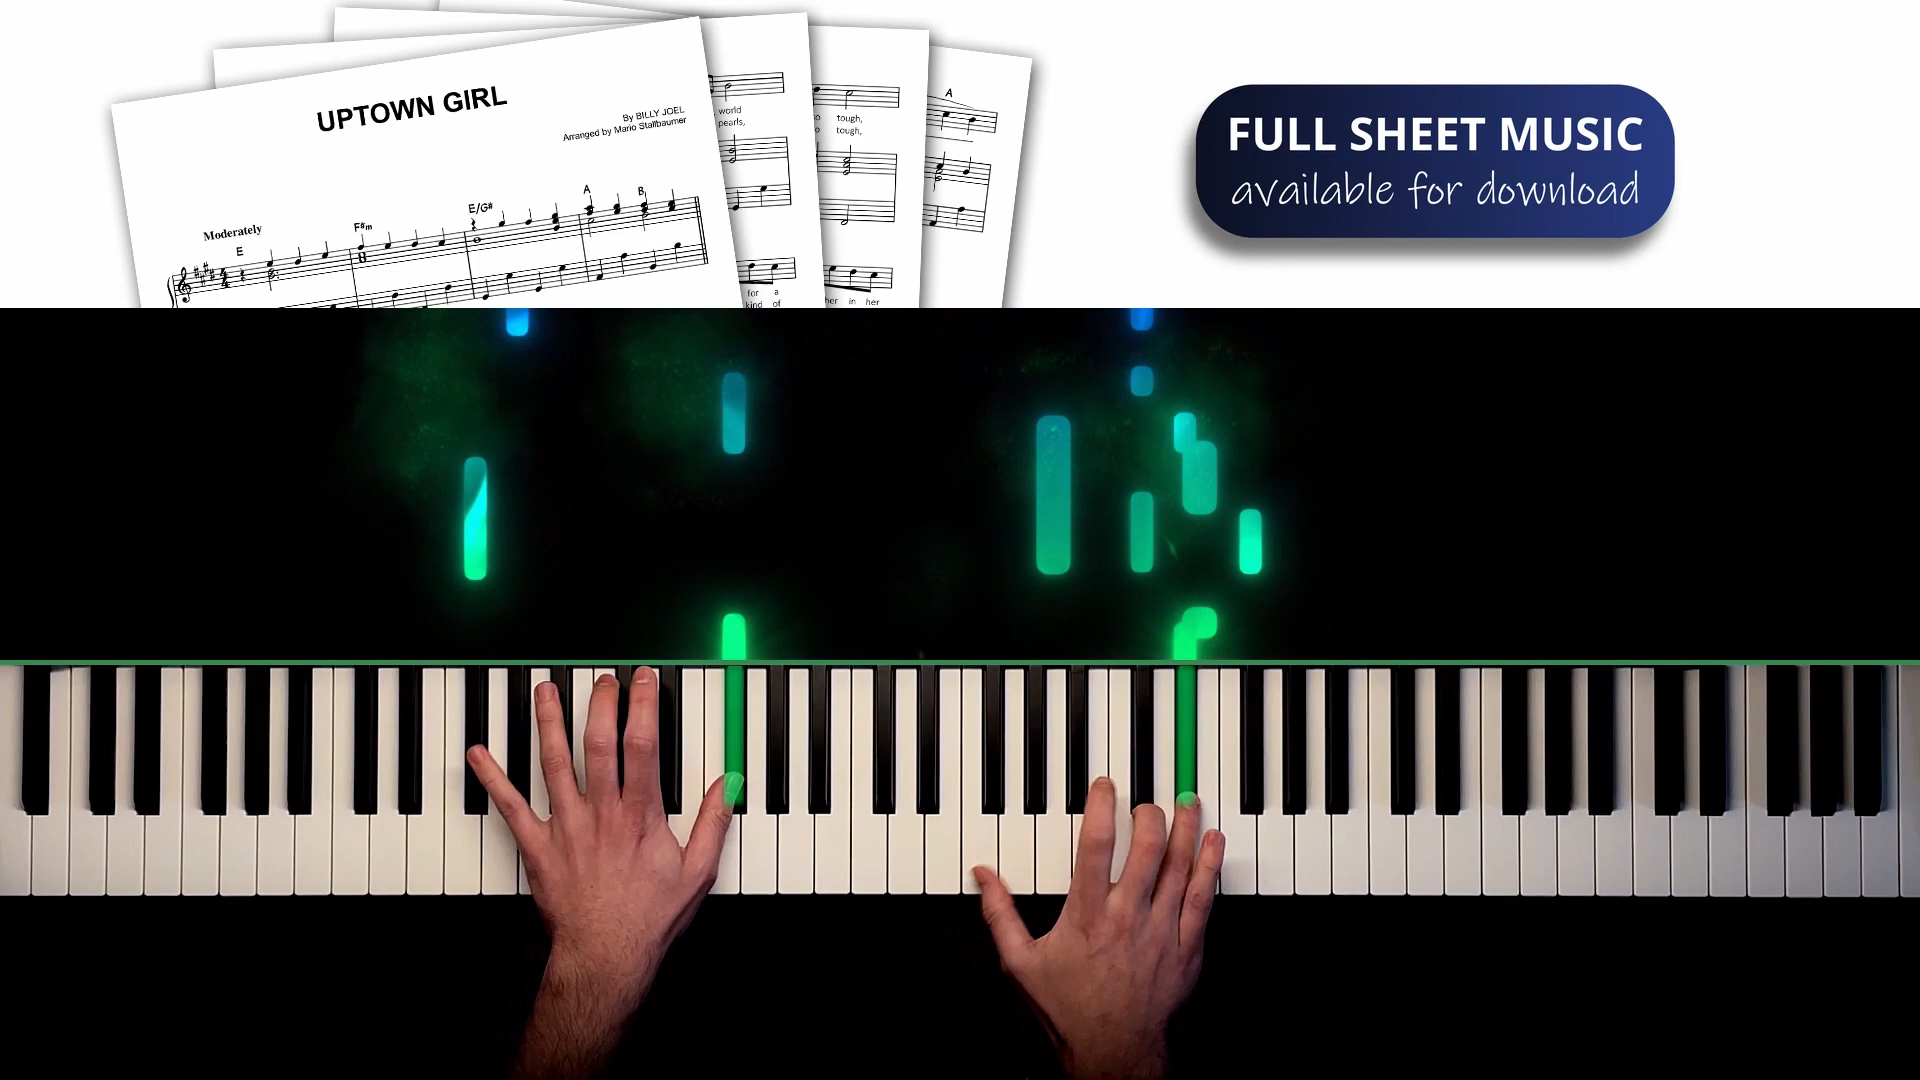 UPTOWN GIRL
By BILLY JOEL
Arranged by Mario Stallbaumer
Moderately
E
F#m
E/G#
A
B
world
pearls,
for a
kind of
so tough,
tough,
her in her
A
FULL SHEET MUSIC
available for download